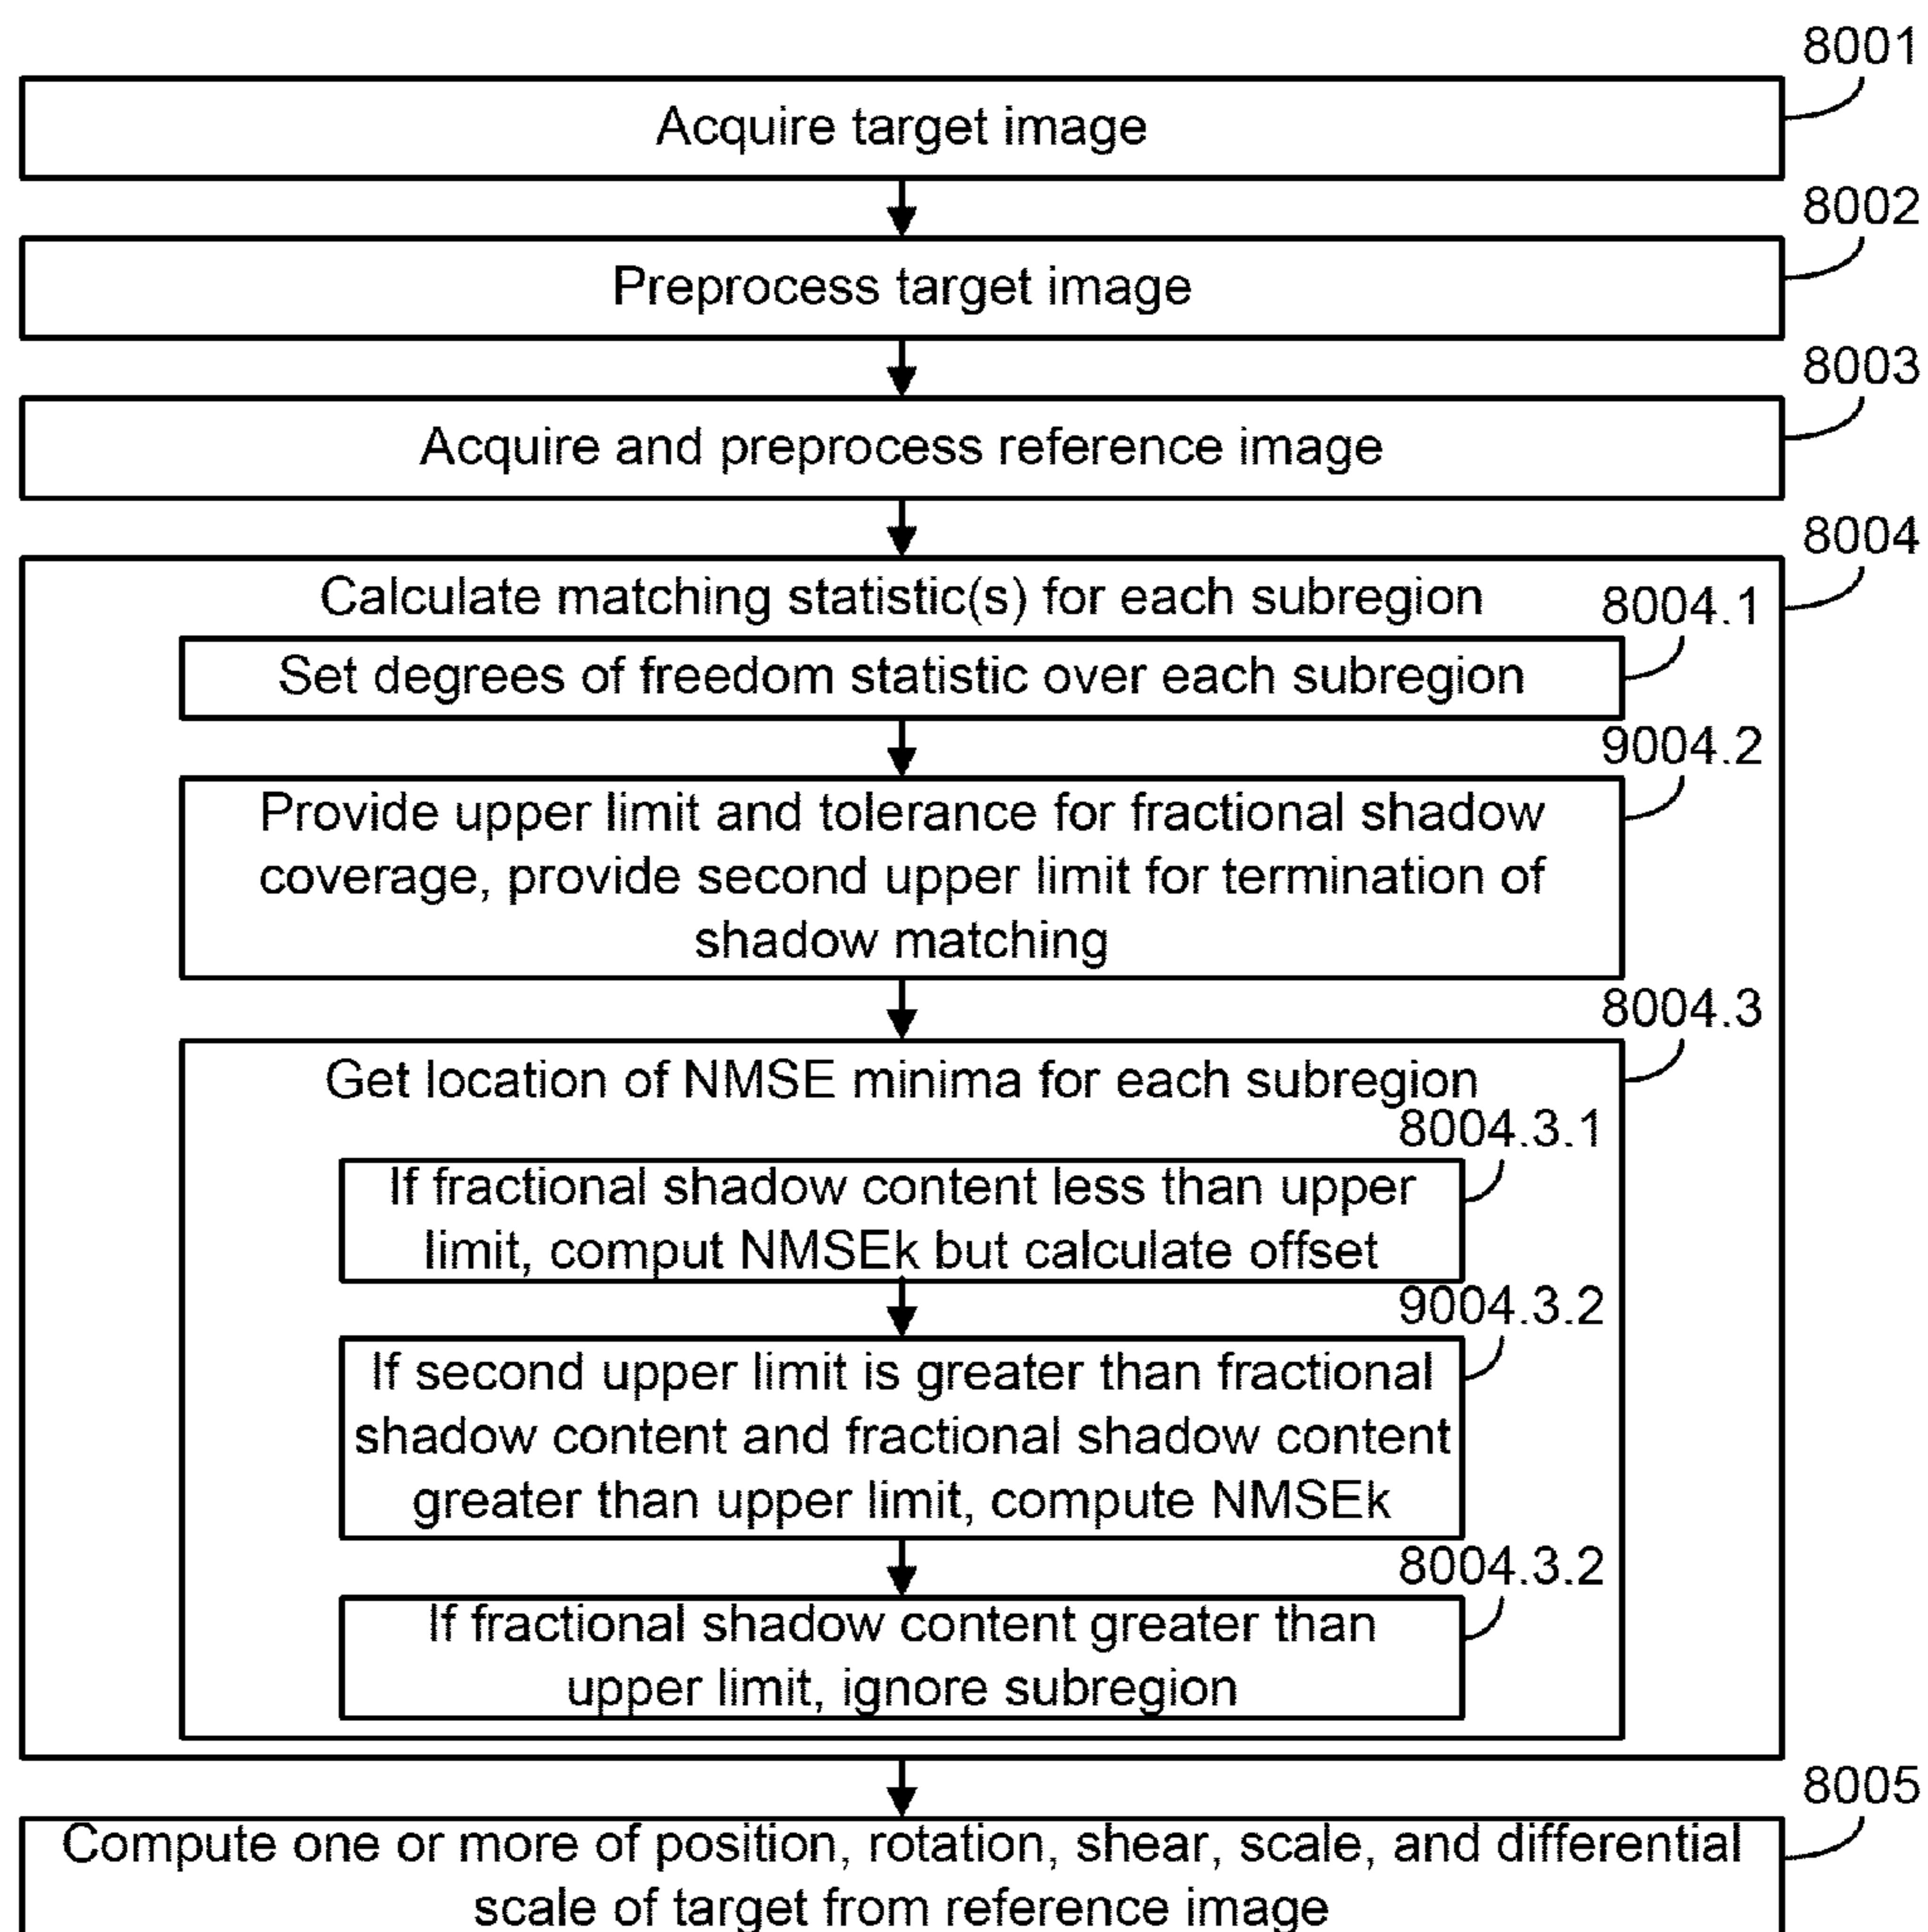 8001
Acquire target image
8002
Preprocess target image
8003
Acquire and preprocess reference image
8004
Calculate matching statistic(s) for each subregion
8004.1
Set degrees of freedom statistic over each subregion
9004.2
Provide upper limit and tolerance for fractional shadow
coverage, provide second upper limit for termination of
shadow matching
8004.3
Get location of NMSE minima for each subregion
8004.3.1
If fractional shadow content less than upper
limit, comput NMSEk but calculate offset
9004.3.2
If second upper limit is greater than fractional
shadow content and fractional shadow content
greater than upper limit, compute NMSEk
8004.3.2
If fractional shadow content greater than
upper limit, ignore subregion
8005
Compute one or more of position, rotation, shear, scale, and differential
scale of target from reference image